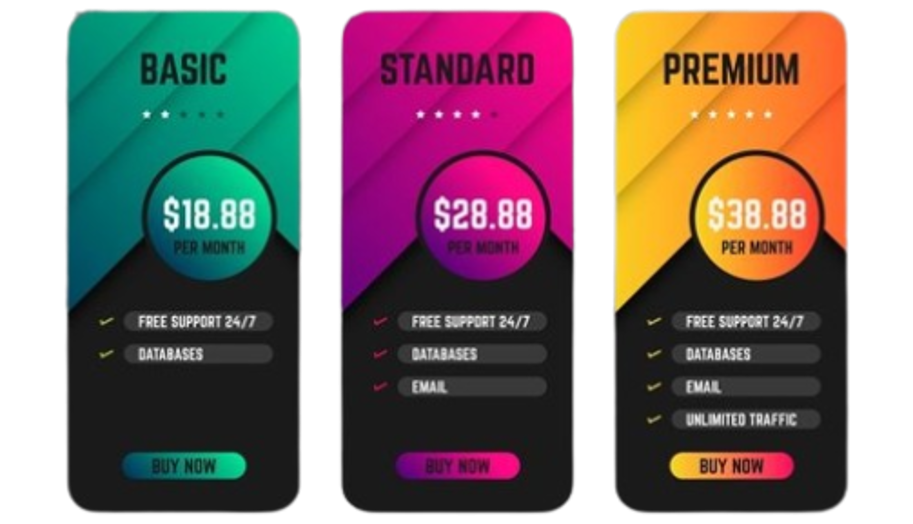 BASIC
$18.88
PER MONTH
FREE SUPPORT 24/7
DATABASES
BUY NOW
STANDARD
$28.88
PER MONTH
FREE SUPPORT 24/7
DATABASES
EMAIL
BUY NOW
PREMIUM
$38.88
PER MONTH
FREE SUPPORT 24/7
DATABASES
EMAIL
UNLIMITED TRAFFIC
BUY NOW